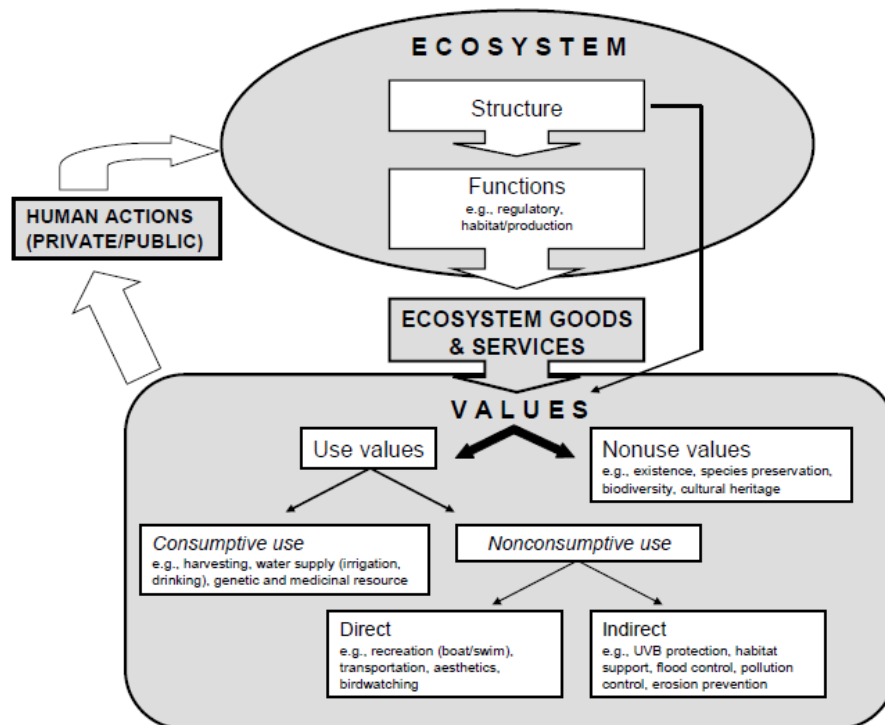 ECOSYSTEM
Structure
Functions
e.g., regulatory,
habitat/production
HUMAN ACTIONS
(PRIVATE/PUBLIC)
ECOSYSTEM GOODS
& SERVICES
VALUES
Use values
Nonuse values
e.g., existence, species preservation,
biodiversity, cultural heritage
Consumptive use
e.g., harvesting, water supply (irrigation,
drinking), genetic and medicinal resource
Nonconsumptive use
Direct
e.g., recreation (boat/swim),
transportation, aesthetics,
birdwatching
Indirect
e.g., UVB protection, habitat
support, flood control, pollution
control, erosion prevention